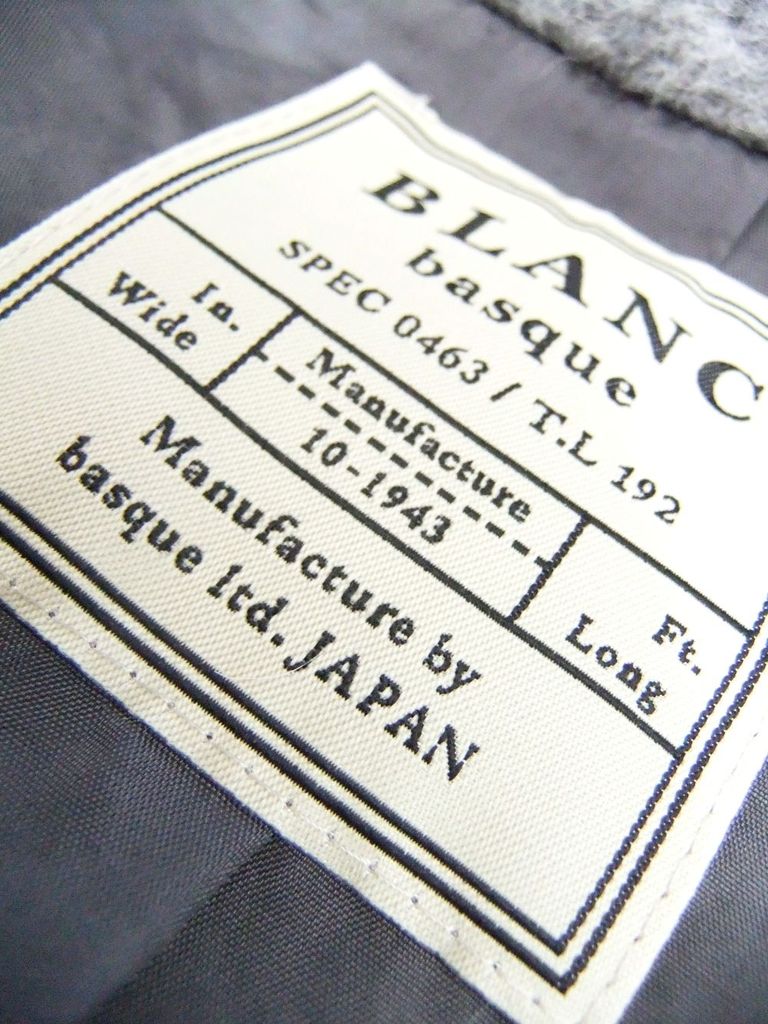 BLANC
basque
SPEC 0463 / T.L 192
In.
Wide
Manufacture
10-1943
Ft.
Long
Manufacture by
basque ltd. JAPAN